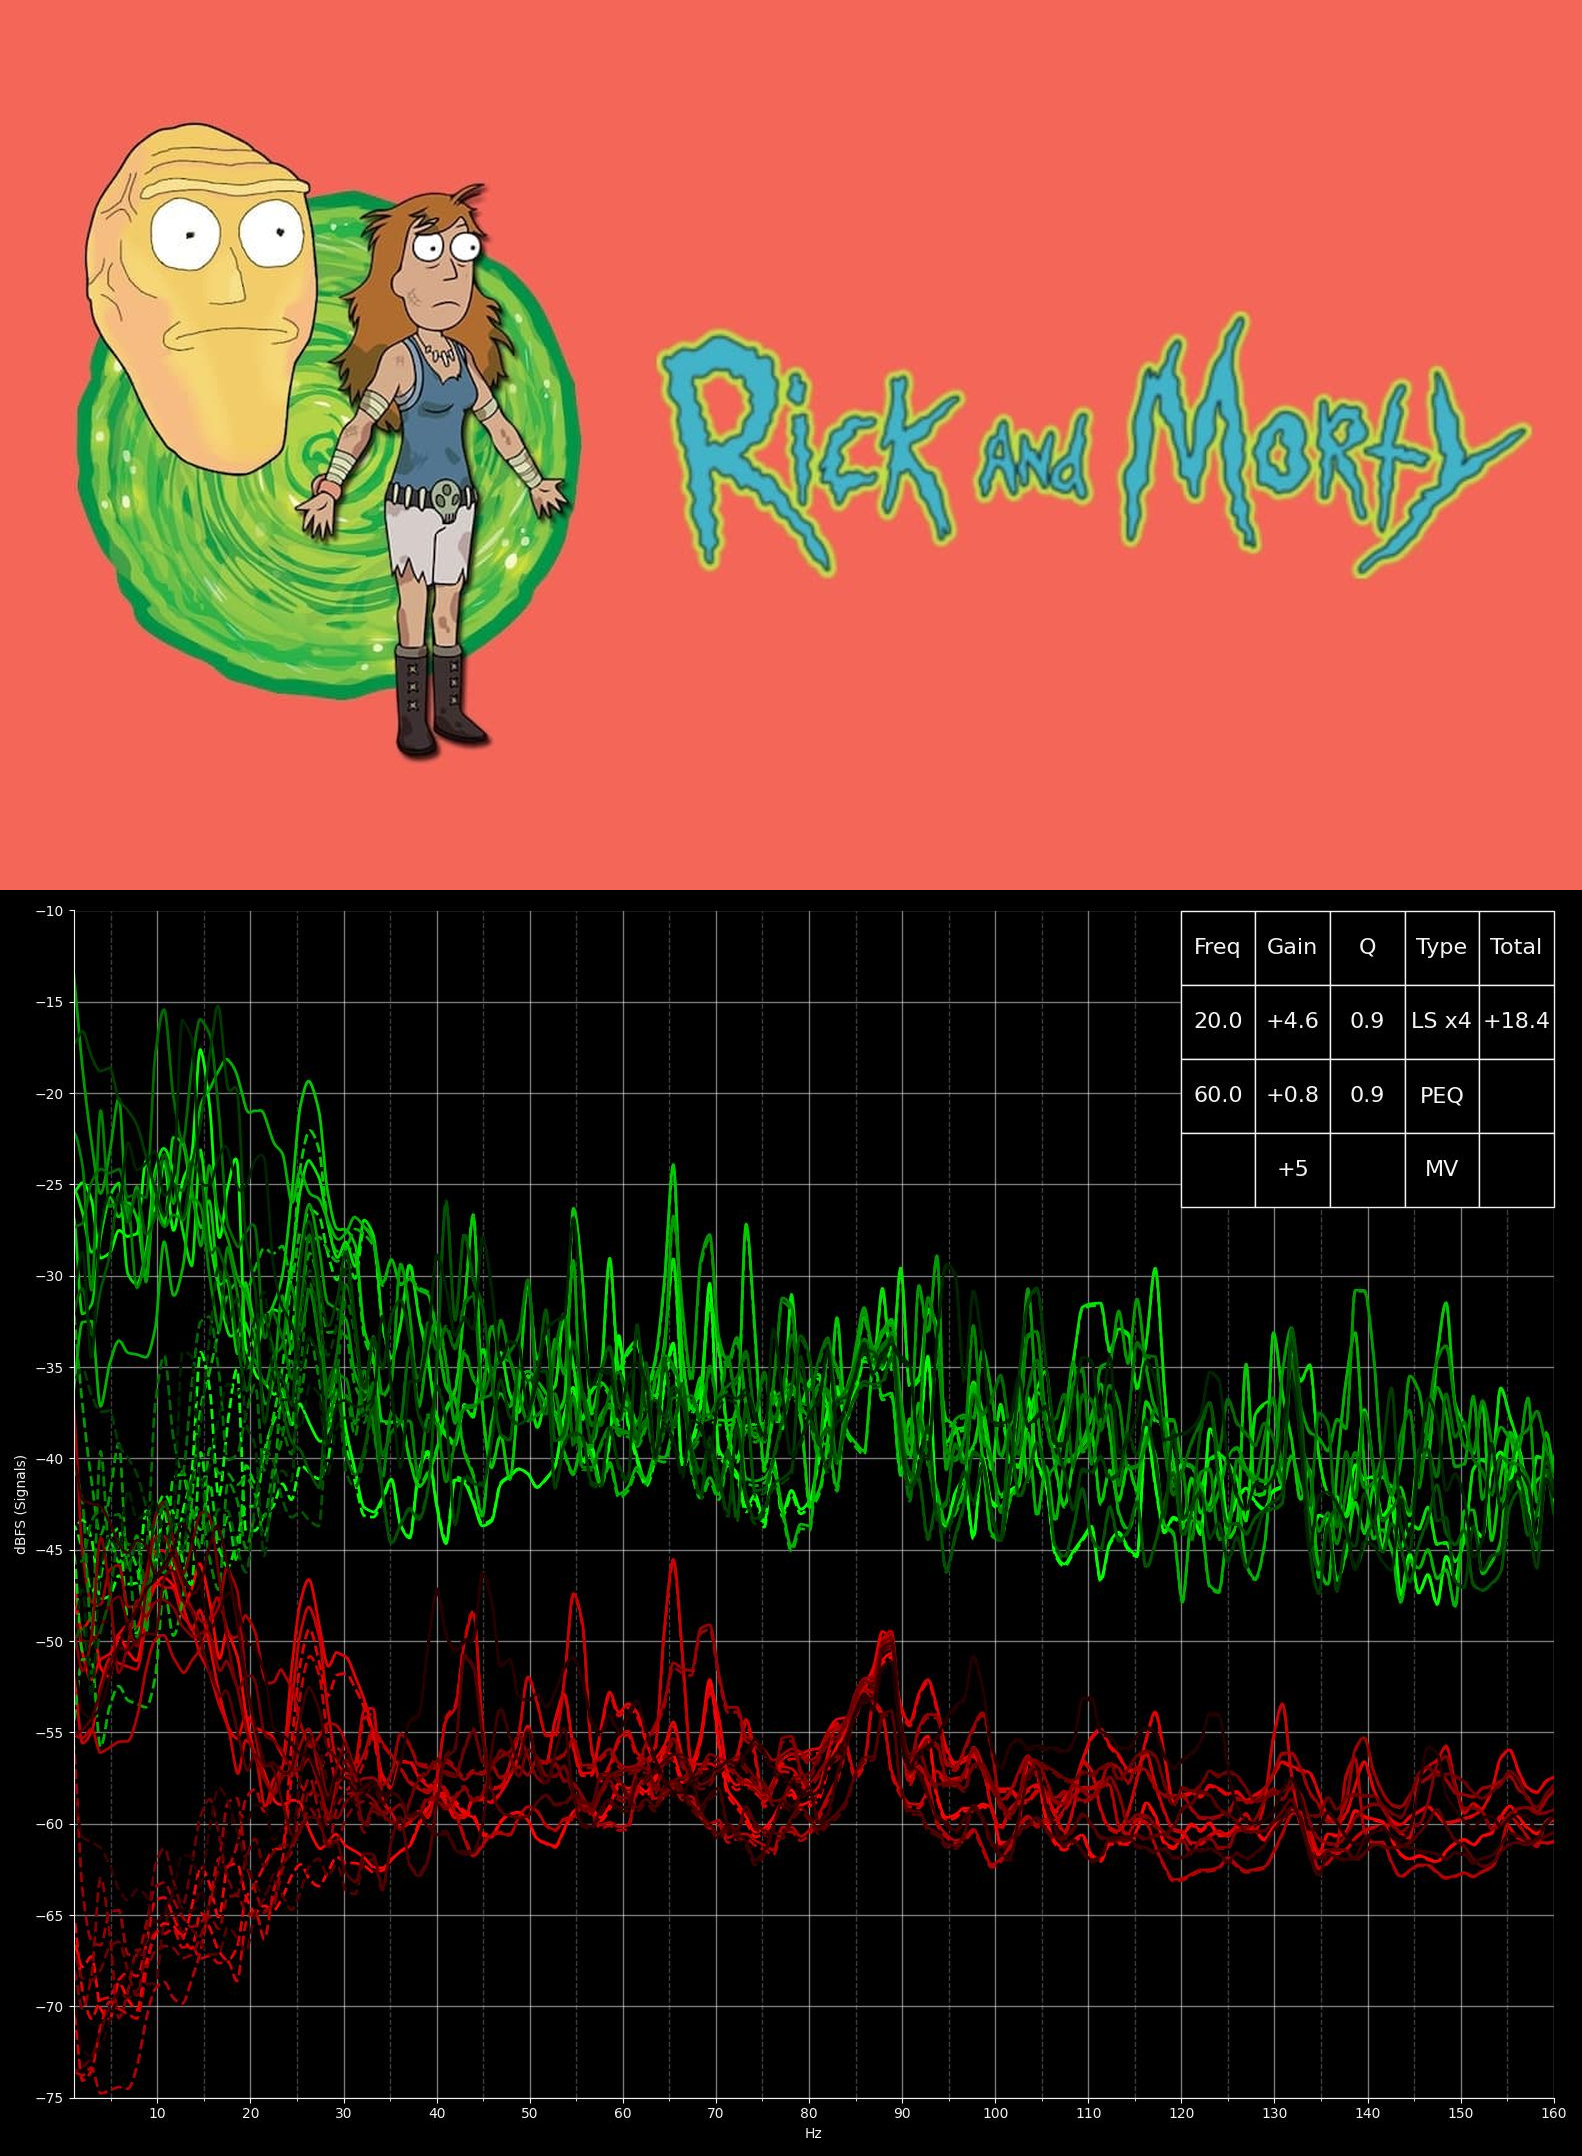 Rick and Morty
Freq Gain Q Type Total
20.0 +4.6 0.9 LS x4 +18.4
60.0 +0.8 0.9 PEQ
+5 MV
−10
−15
−20
−25
−30
−35
−40
−45
−50
−55
−60
−65
−70
−75
dBFS (Signals)
10 20 30 40 50 60 70 80 90 100 110 120 130 140 150 160
Hz